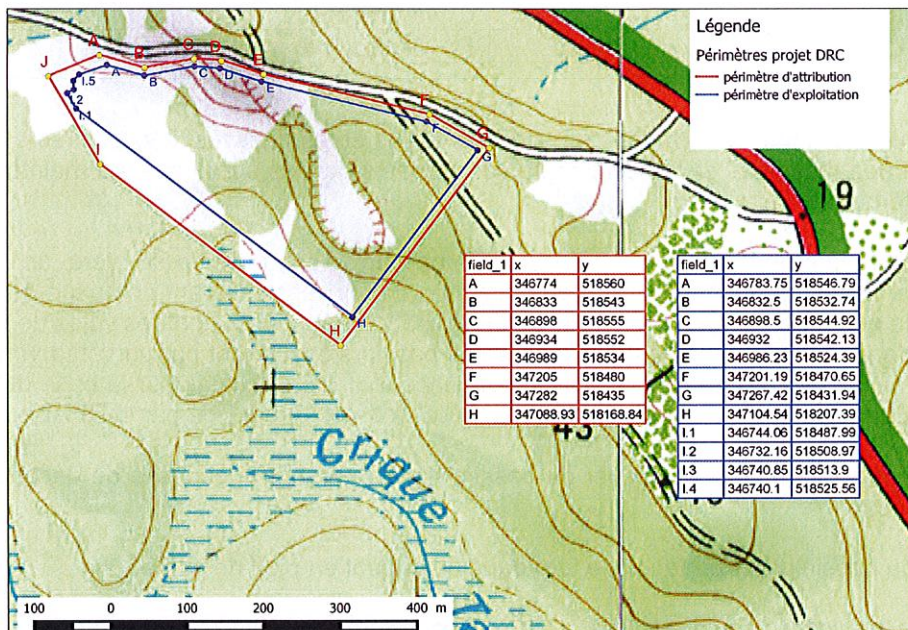 Légende
Périmètres projet DRC
périmètre d'attribution
périmètre d'exploitation
A
B
C
D
E
F
G
H
I
J
A
B
C
D
E
F
G
H
I.5
I.1
19
43
Crique
field_1 x y
A 346774 518560
B 346833 518543
C 346898 518555
D 346934 518552
E 346989 518534
F 347205 518480
G 347282 518435
H 347088.93 518168.84
field_1 x y
A 346783.75 518546.79
B 346832.5 518532.74
C 346898.5 518544.92
D 346932 518542.13
E 346986.23 518524.39
F 347201.19 518470.65
G 347267.42 518431.94
H 347104.54 518207.39
I.1 346744.06 518487.99
I.2 346732.16 518508.97
I.3 346740.85 518513.9
I.4 346740.1 518525.56
100 0 100 200 300 400 m